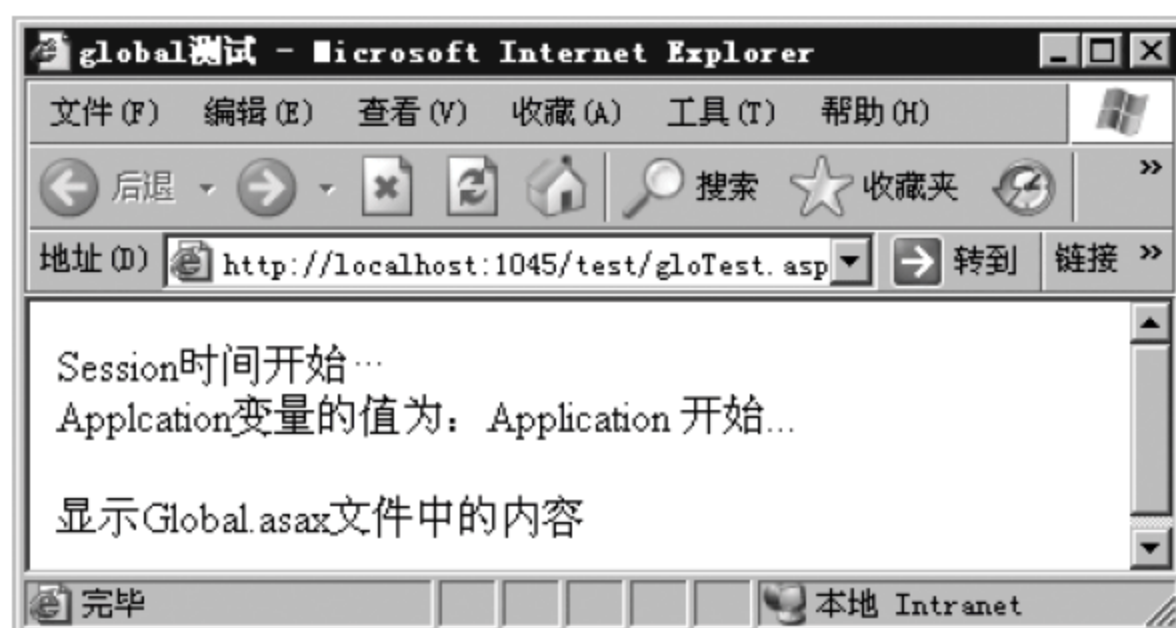 global测试 - Microsoft Internet Explorer
文件(F) 编辑(E) 查看(V) 收藏(A) 工具(T) 帮助(H)
后退 搜索 收藏夹 »
地址(D) http://localhost:1045/test/gloTest.asp 转到 链接 »
Session时间开始…
Applcation变量的值为：Application 开始...
显示Global.asax文件中的内容
完毕 本地 Intranet